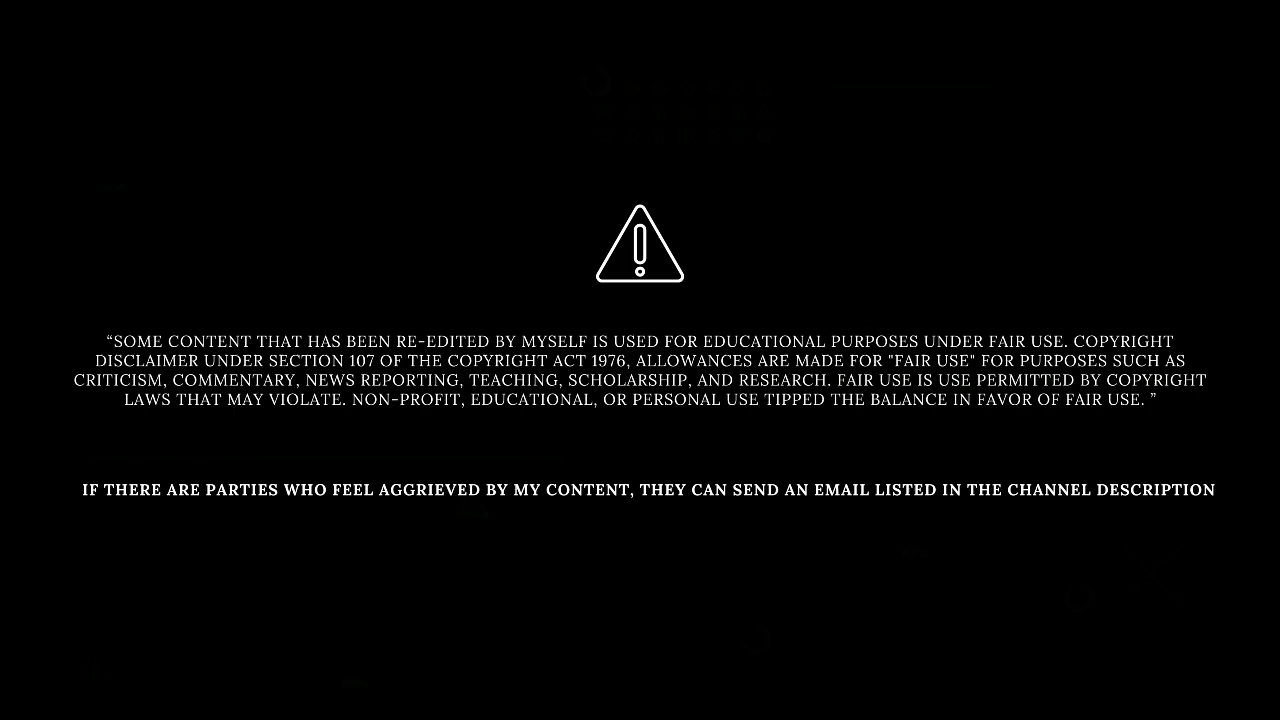 “SOME CONTENT THAT HAS BEEN RE-EDITED BY MYSELF IS USED FOR EDUCATIONAL PURPOSES UNDER FAIR USE. COPYRIGHT
DISCLAIMER UNDER SECTION 107 OF THE COPYRIGHT ACT 1976, ALLOWANCES ARE MADE FOR "FAIR USE" FOR PURPOSES SUCH AS
CRITICISM, COMMENTARY, NEWS REPORTING, TEACHING, SCHOLARSHIP, AND RESEARCH. FAIR USE IS USE PERMITTED BY COPYRIGHT
LAWS THAT MAY VIOLATE. NON-PROFIT, EDUCATIONAL, OR PERSONAL USE TIPPED THE BALANCE IN FAVOR OF FAIR USE. ”
IF THERE ARE PARTIES WHO FEEL AGGRIEVED BY MY CONTENT, THEY CAN SEND AN EMAIL LISTED IN THE CHANNEL DESCRIPTION